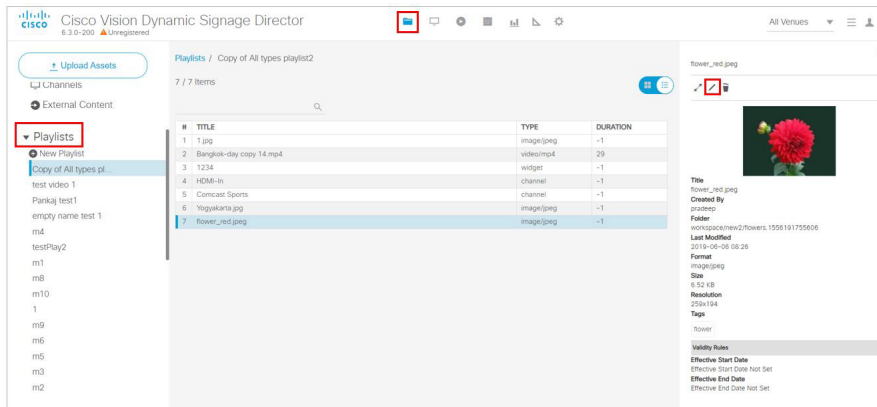 CISCO
Cisco Vision Dynamic Signage Director
6.3.0-200 Unregistered
All Venues
Upload Assets
Channels
External Content
Playlists
New Playlist
Copy of All types pl...
test video 1
Pankaj test1
empty name test 1
m4
testPlay2
m1
m8
m10
1
m9
m6
m5
m3
m2
Playlists / Copy of All types playlist2
7 / 7 Items
# TITLE TYPE DURATION
1 1.jpg image/jpeg -1
2 Bangkok-day copy 14.mp4 video/mp4 29
3 1234 widget -1
4 HDMI-In channel -1
5 Comcast Sports channel -1
6 Yogyakarta.jpg image/jpeg -1
7 flower_red.jpeg image/jpeg -1
flower_red.jpeg
Title
flower_red.jpeg
Created By
pradeep
Folder
workspace/new2/flowers.1556191755606
Last Modified
2019-06-06 08:26
Format
image/jpeg
Size
6.52 KB
Resolution
259x194
Tags
flower
Validity Rules
Effective Start Date
Effective Start Date Not Set
Effective End Date
Effective End Date Not Set